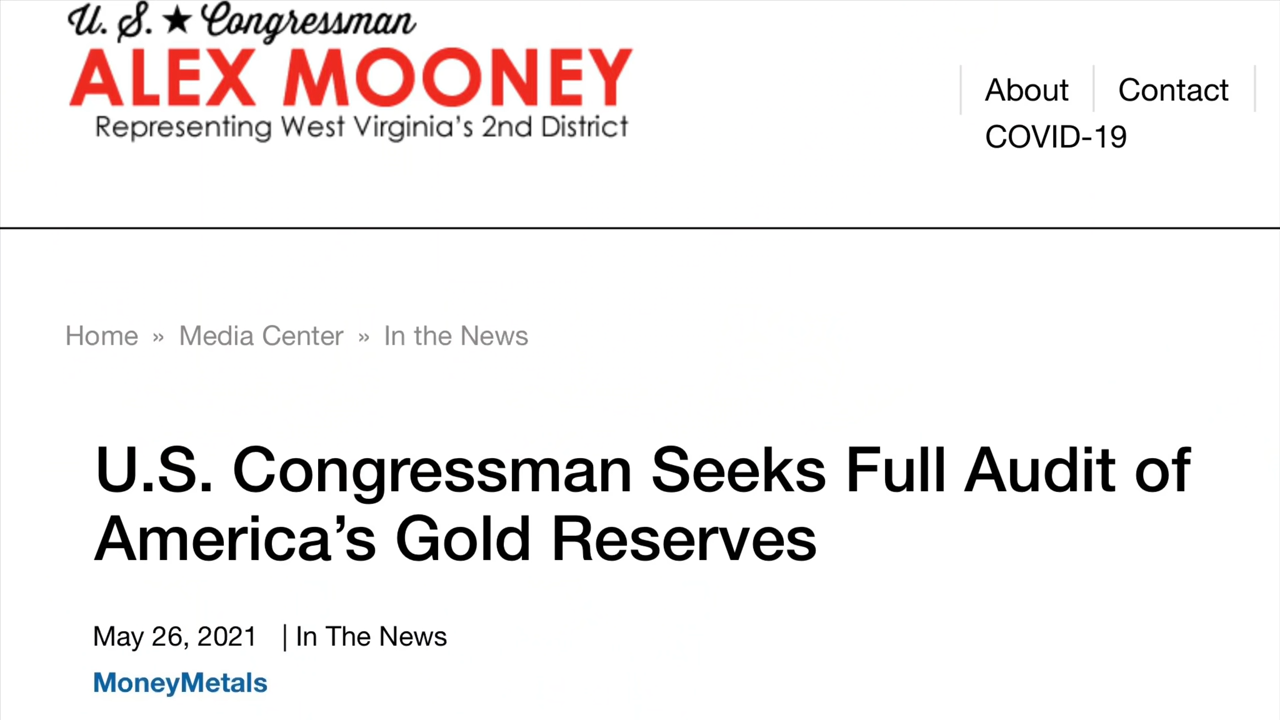 U. S. ★ Congressman
ALEX MOONEY
Representing West Virginia's 2nd District
About
Contact
COVID-19
Home » Media Center » In the News
U.S. Congressman Seeks Full Audit of
America’s Gold Reserves
May 26, 2021 | In The News
MoneyMetals